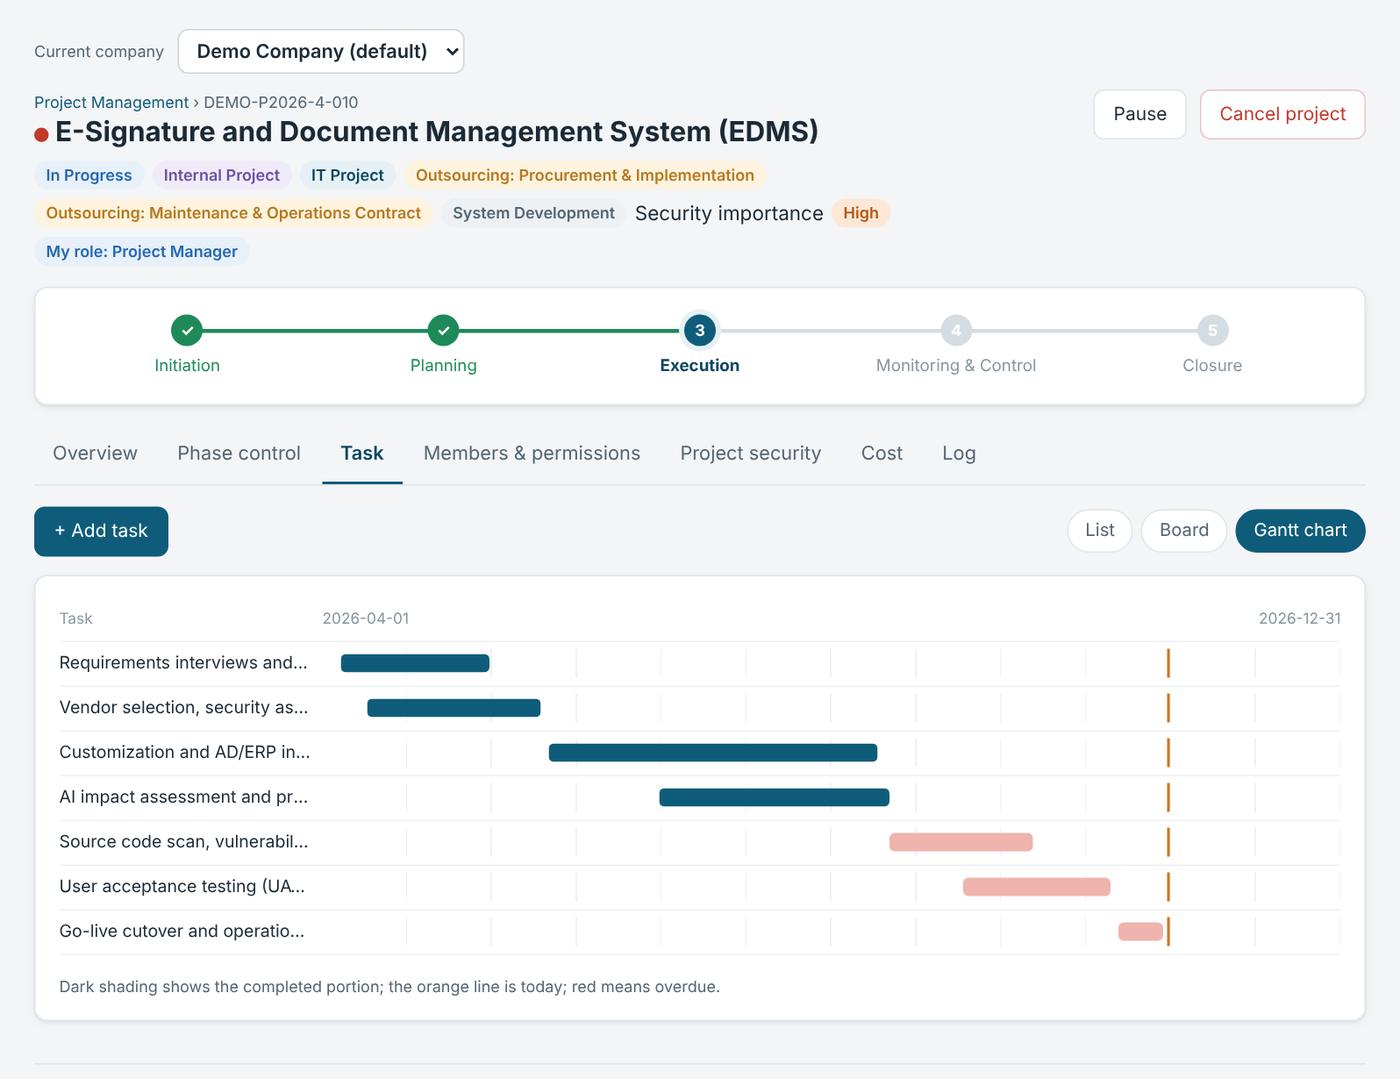 Current company Demo Company (default)
Project Management › DEMO-P2026-4-010
E-Signature and Document Management System (EDMS)
Pause Cancel project
In Progress Internal Project IT Project Outsourcing: Procurement & Implementation
Outsourcing: Maintenance & Operations Contract System Development Security importance High
My role: Project Manager
3 4 5
Initiation Planning Execution Monitoring & Control Closure
Overview Phase control Task Members & permissions Project security Cost Log
+ Add task List Board Gantt chart
Task 2026-04-01 2026-12-31
Requirements interviews and...
Vendor selection, security as...
Customization and AD/ERP in...
AI impact assessment and pr...
Source code scan, vulnerabil...
User acceptance testing (UA...
Go-live cutover and operatio...
Dark shading shows the completed portion; the orange line is today; red means overdue.